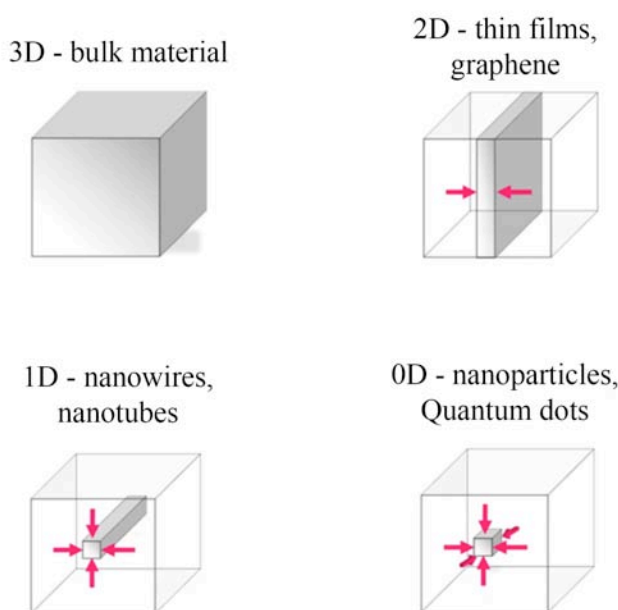 3D - bulk material
2D - thin films,
graphene
1D - nanowires,
nanotubes
0D - nanoparticles,
Quantum dots